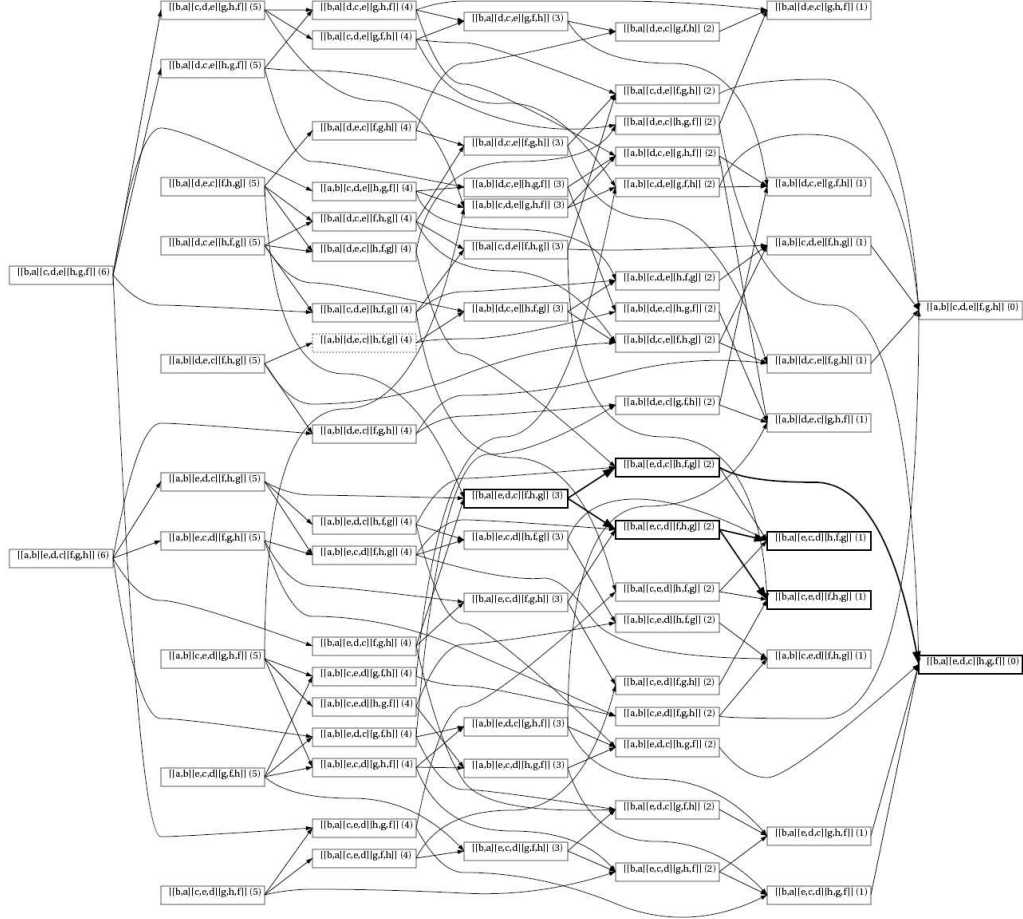 [[b,a][c,d,e][h,g,f]] (6)
[[a,b][e,d,c][f,g,h]] (6)
[[b,a][c,d,e][g,h,f]] (5)
[[b,a][d,c,e][h,g,f]] (5)
[[b,a][d,e,c][f,h,g]] (5)
[[b,a][d,c,e][h,f,g]] (5)
[[a,b][d,e,c][f,h,g]] (5)
[[a,b][e,d,c][f,h,g]] (5)
[[a,b][e,c,d][f,g,h]] (5)
[[a,b][c,e,d][g,h,f]] (5)
[[a,b][e,c,d][g,f,h]] (5)
[[b,a][c,e,d][g,h,f]] (5)
[[b,a][d,c,e][g,h,f]] (4)
[[b,a][c,d,e][g,f,h]] (4)
[[b,a][d,e,c][f,g,h]] (4)
[[a,b][c,d,e][h,g,f]] (4)
[[b,a][d,c,e][f,h,g]] (4)
[[b,a][d,e,c][h,f,g]] (4)
[[b,a][c,d,e][h,f,g]] (4)
[[a,b][d,e,c][h,f,g]] (4)
[[a,b][d,e,c][f,g,h]] (4)
[[a,b][e,d,c][h,f,g]] (4)
[[a,b][e,c,d][f,h,g]] (4)
[[b,a][e,d,c][f,g,h]] (4)
[[a,b][c,e,d][g,f,h]] (4)
[[a,b][c,e,d][h,g,f]] (4)
[[a,b][e,d,c][g,f,h]] (4)
[[a,b][e,c,d][g,h,f]] (4)
[[b,a][c,e,d][h,g,f]] (4)
[[b,a][c,e,d][g,f,h]] (4)
[[b,a][d,c,e][g,f,h]] (3)
[[b,a][d,c,e][f,g,h]] (3)
[[a,b][d,c,e][h,g,f]] (3)
[[a,b][c,d,e][g,h,f]] (3)
[[b,a][c,d,e][f,h,g]] (3)
[[a,b][d,c,e][h,f,g]] (3)
[[b,a][e,d,c][f,h,g]] (3)
[[a,b][e,c,d][h,f,g]] (3)
[[b,a][e,c,d][f,g,h]] (3)
[[a,b][e,d,c][g,h,f]] (3)
[[a,b][e,c,d][h,g,f]] (3)
[[b,a][e,c,d][g,f,h]] (3)
[[b,a][d,e,c][g,f,h]] (2)
[[b,a][c,d,e][f,g,h]] (2)
[[b,a][d,e,c][h,g,f]] (2)
[[a,b][d,c,e][g,h,f]] (2)
[[a,b][c,d,e][g,f,h]] (2)
[[a,b][c,d,e][h,f,g]] (2)
[[a,b][d,e,c][h,g,f]] (2)
[[a,b][d,c,e][f,h,g]] (2)
[[a,b][d,e,c][g,f,h]] (2)
[[b,a][e,d,c][h,f,g]] (2)
[[b,a][e,c,d][f,h,g]] (2)
[[b,a][c,e,d][h,f,g]] (2)
[[a,b][c,e,d][h,f,g]] (2)
[[b,a][c,e,d][f,g,h]] (2)
[[a,b][c,e,d][f,g,h]] (2)
[[a,b][e,d,c][h,g,f]] (2)
[[b,a][e,d,c][g,f,h]] (2)
[[b,a][e,c,d][g,h,f]] (2)
[[b,a][d,e,c][g,h,f]] (1)
[[a,b][d,c,e][g,f,h]] (1)
[[a,b][c,d,e][f,h,g]] (1)
[[a,b][d,c,e][f,g,h]] (1)
[[a,b][d,e,c][g,h,f]] (1)
[[b,a][e,c,d][h,f,g]] (1)
[[b,a][c,e,d][f,h,g]] (1)
[[a,b][c,e,d][f,h,g]] (1)
[[b,a][e,d,c][g,h,f]] (1)
[[b,a][e,c,d][h,g,f]] (1)
[[a,b][c,d,e][f,g,h]] (0)
[[b,a][e,d,c][h,g,f]] (0)